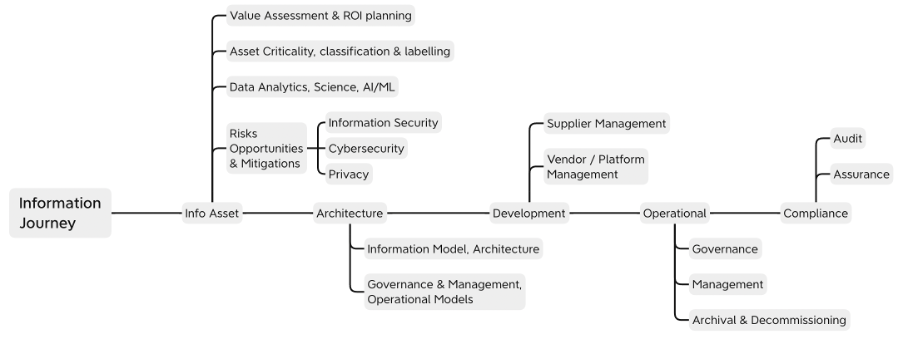 Value Assessment & ROI planning
Asset Criticality, classification & labelling
Data Analytics, Science, AI/ML
Risks
Opportunities
& Mitigations
Information Security
Cybersecurity
Privacy
Supplier Management
Vendor / Platform
Management
Audit
Assurance
Information
Journey
Info Asset
Architecture
Development
Operational
Compliance
Information Model, Architecture
Governance & Management,
Operational Models
Governance
Management
Archival & Decommissioning